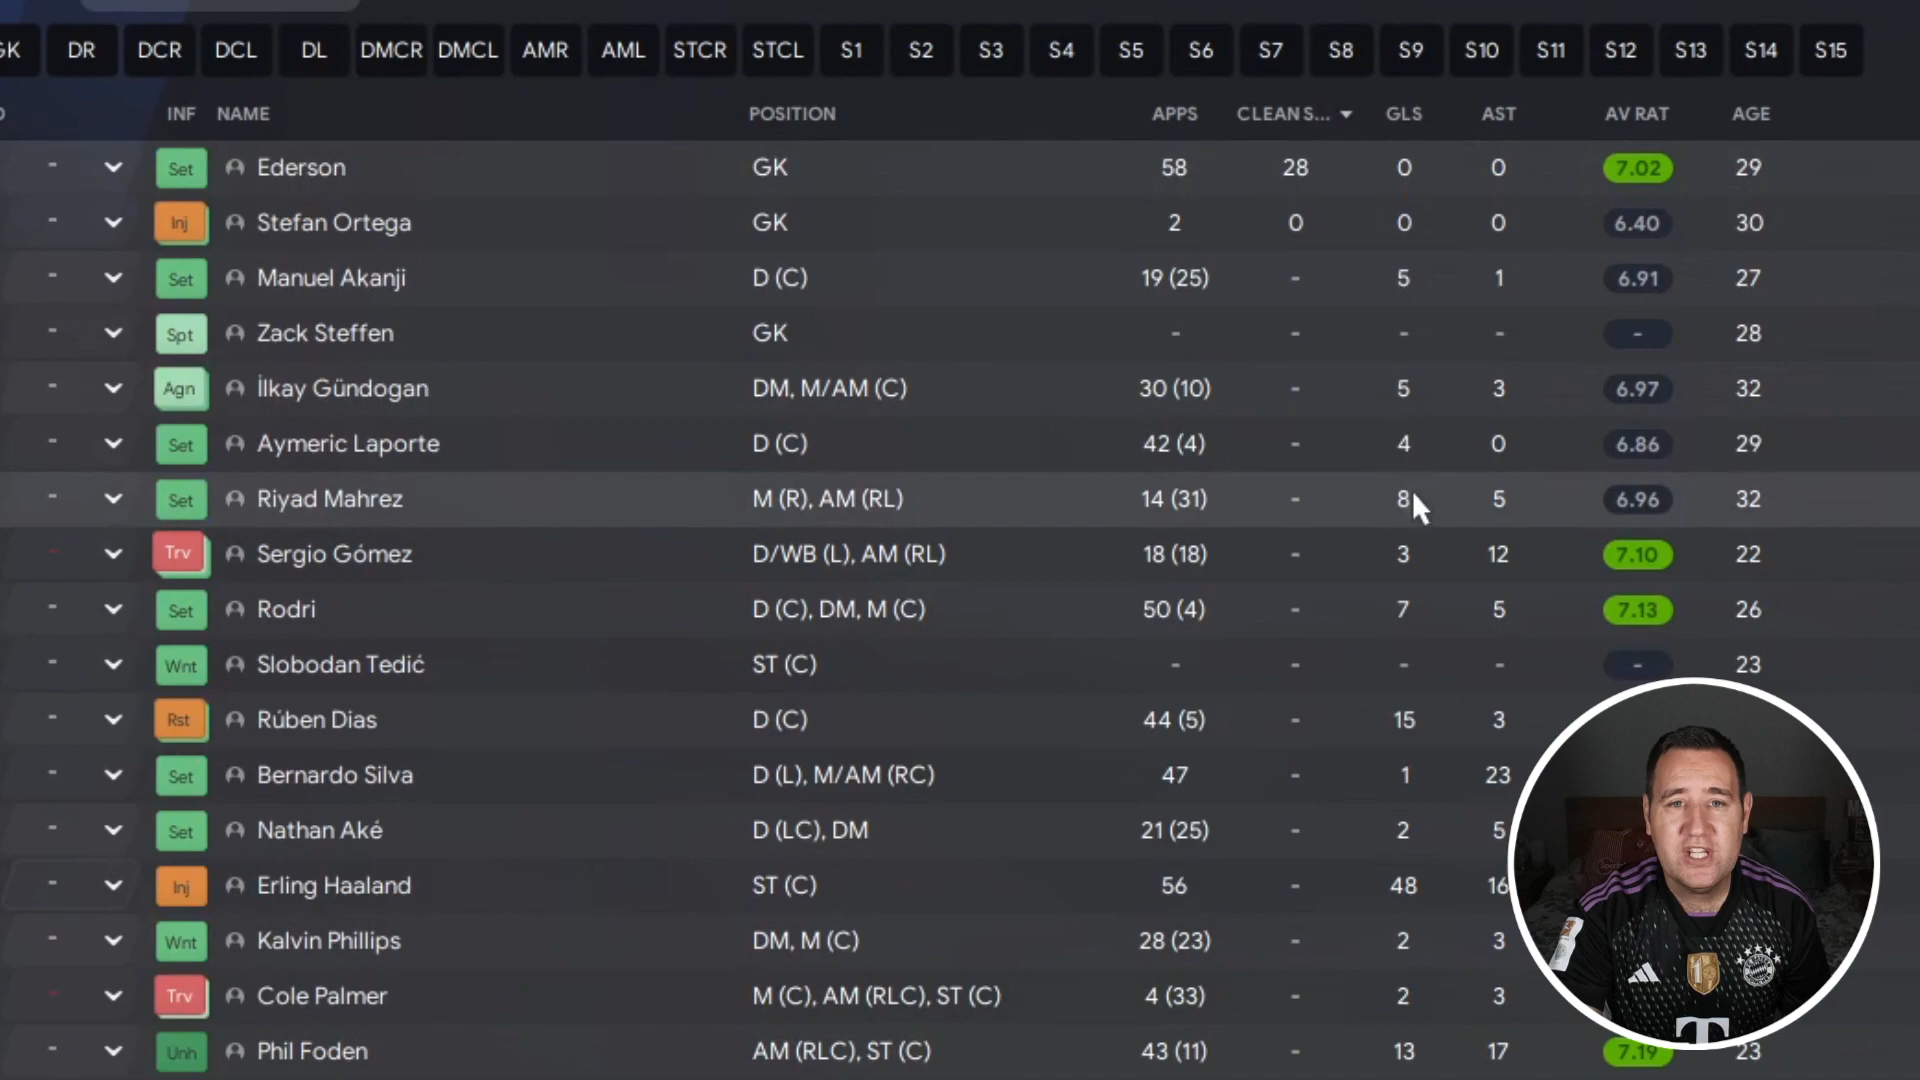 GK DR DCR DCL DL DMCR DMCL AMR AML STCR STCL S1 S2 S3 S4 S5 S6 S7 S8 S9 S10 S11 S12 S13 S14 S15
INF NAME POSITION APPS CLEAN S... GLS AST AV RAT AGE
- Set Ederson GK 58 28 0 0 7.02 29
- Inj Stefan Ortega GK 2 0 0 0 6.40 30
- Set Manuel Akanji D (C) 19 (25) - 5 1 6.91 27
- Spt Zack Steffen GK - - - - - 28
- Agn İlkay Gündogan DM, M/AM (C) 30 (10) - 5 3 6.97 32
- Set Aymeric Laporte D (C) 42 (4) - 4 0 6.86 29
- Set Riyad Mahrez M (R), AM (RL) 14 (31) - 8 5 6.96 32
- Trv Sergio Gómez D/WB (L), AM (RL) 18 (18) - 3 12 7.10 22
- Set Rodri D (C), DM, M (C) 50 (4) - 7 5 7.13 26
- Wnt Slobodan Tedić ST (C) - - - - - 23
- Rst Rúben Dias D (C) 44 (5) - 15 3
- Set Bernardo Silva D (L), M/AM (RC) 47 - 1 23
- Set Nathan Aké D (LC), DM 21 (25) - 2 5
- Inj Erling Haaland ST (C) 56 - 48 16
- Wnt Kalvin Phillips DM, M (C) 28 (23) - 2 3
- Trv Cole Palmer M (C), AM (RLC), ST (C) 4 (33) - 2 3
- Unh Phil Foden AM (RLC), ST (C) 43 (11) - 13 17 7.19 23
T